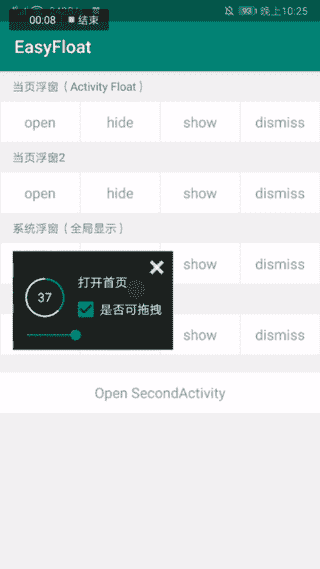 00:08 结束
93 晚上10:25
EasyFloat
当页浮窗（Activity Float）
open hide show dismiss
当页浮窗2
open hide show dismiss
系统浮窗（全局显示）
show dismiss
打开首页
37
是否可拖拽
show dismiss
Open SecondActivity